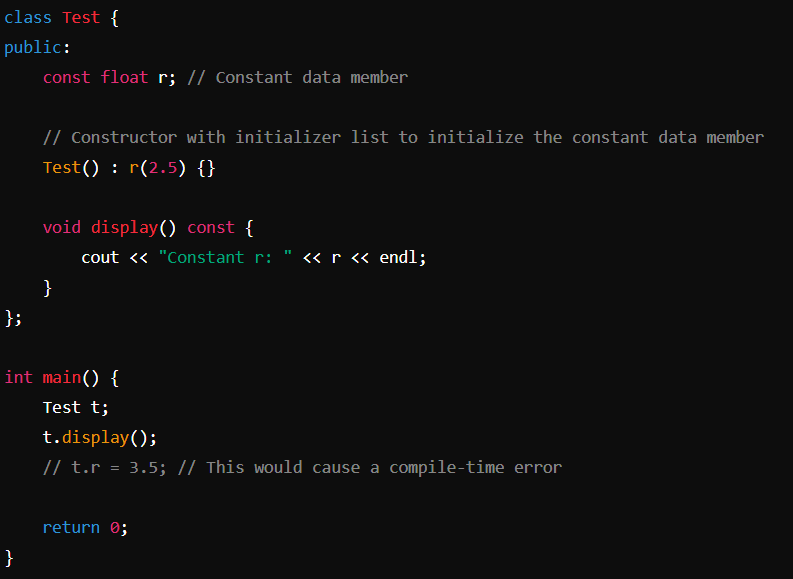 class Test {
public:
    const float r; // Constant data member

    // Constructor with initializer list to initialize the constant data member
    Test() : r(2.5) {}

    void display() const {
        cout << "Constant r: " << r << endl;
    }
};

int main() {
    Test t;
    t.display();
    // t.r = 3.5; // This would cause a compile-time error

    return 0;
}